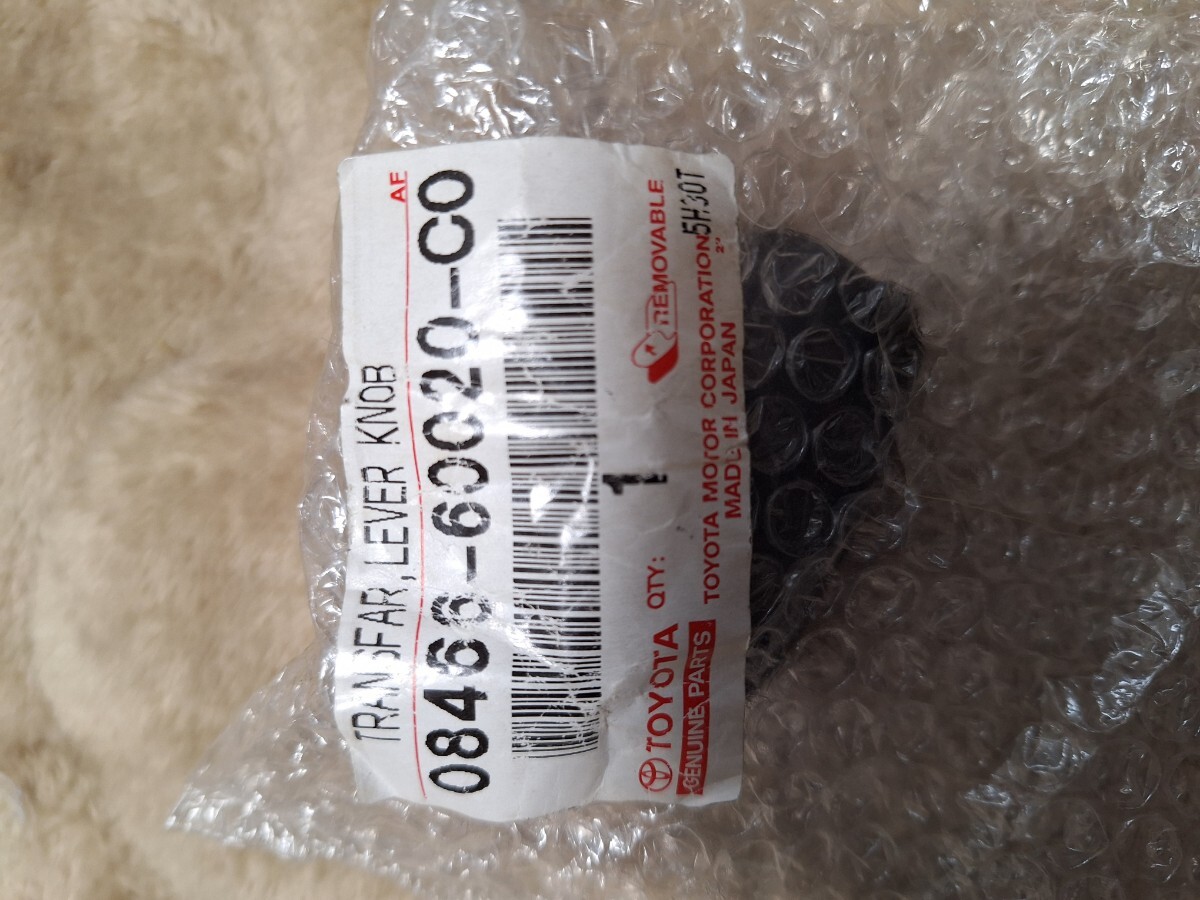 TRANSFAR,LEVER KNOB
AF
08466-60020-C0
1
TOYOTA QTY:
REMOVABLE
GENUINE PARTS
TOYOTA MOTOR CORPORATION 5H30T
2"
MADE IN JAPAN